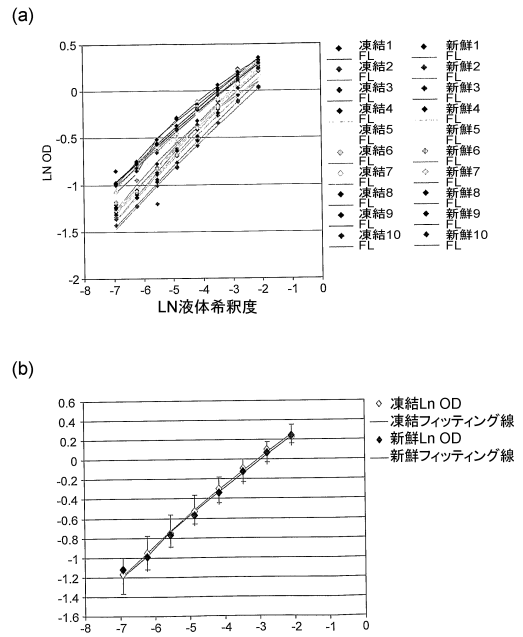 (a)
0.5
0
-0.5
-1
-1.5
-2
LN OD
-8 -7 -6 -5 -4 -3 -2 -1 0
LN液体希釈度
凍結1 新鮮1
FL FL
凍結2 新鮮2
FL FL
凍結3 新鮮3
FL FL
凍結4 新鮮4
FL FL
凍結5 新鮮5
FL FL
凍結6 新鮮6
FL FL
凍結7 新鮮7
FL FL
凍結8 新鮮8
FL FL
凍結9 新鮮9
FL FL
凍結10 新鮮10
FL FL
(b)
0.6
0.4
0.2
0
-0.2
-0.4
-0.6
-0.8
-1
-1.2
-1.4
-1.6
-8 -7 -6 -5 -4 -3 -2 -1 0
凍結Ln OD
凍結フィッティング線
新鮮Ln OD
新鮮フィッティング線